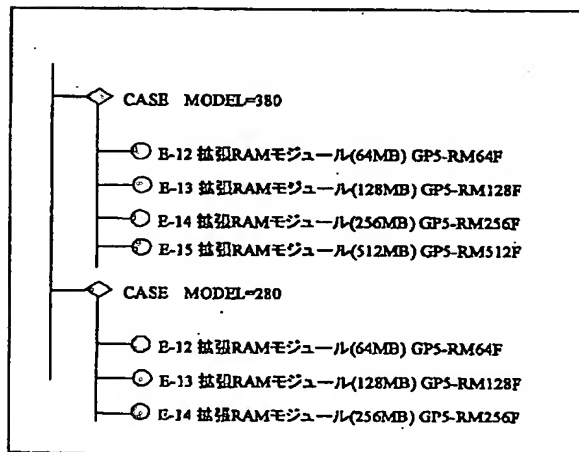 CASE MODEL=380
E-12 拡張RAMモジュール(64MB) GP5-RM64F
E-13 拡張RAMモジュール(128MB) GP5-RM128F
E-14 拡張RAMモジュール(256MB) GP5-RM256F
E-15 拡張RAMモジュール(512MB) GP5-RM512F
CASE MODEL=280
E-12 拡張RAMモジュール(64MB) GP5-RM64F
E-13 拡張RAMモジュール(128MB) GP5-RM128F
E-14 拡張RAMモジュール(256MB) GP5-RM256F